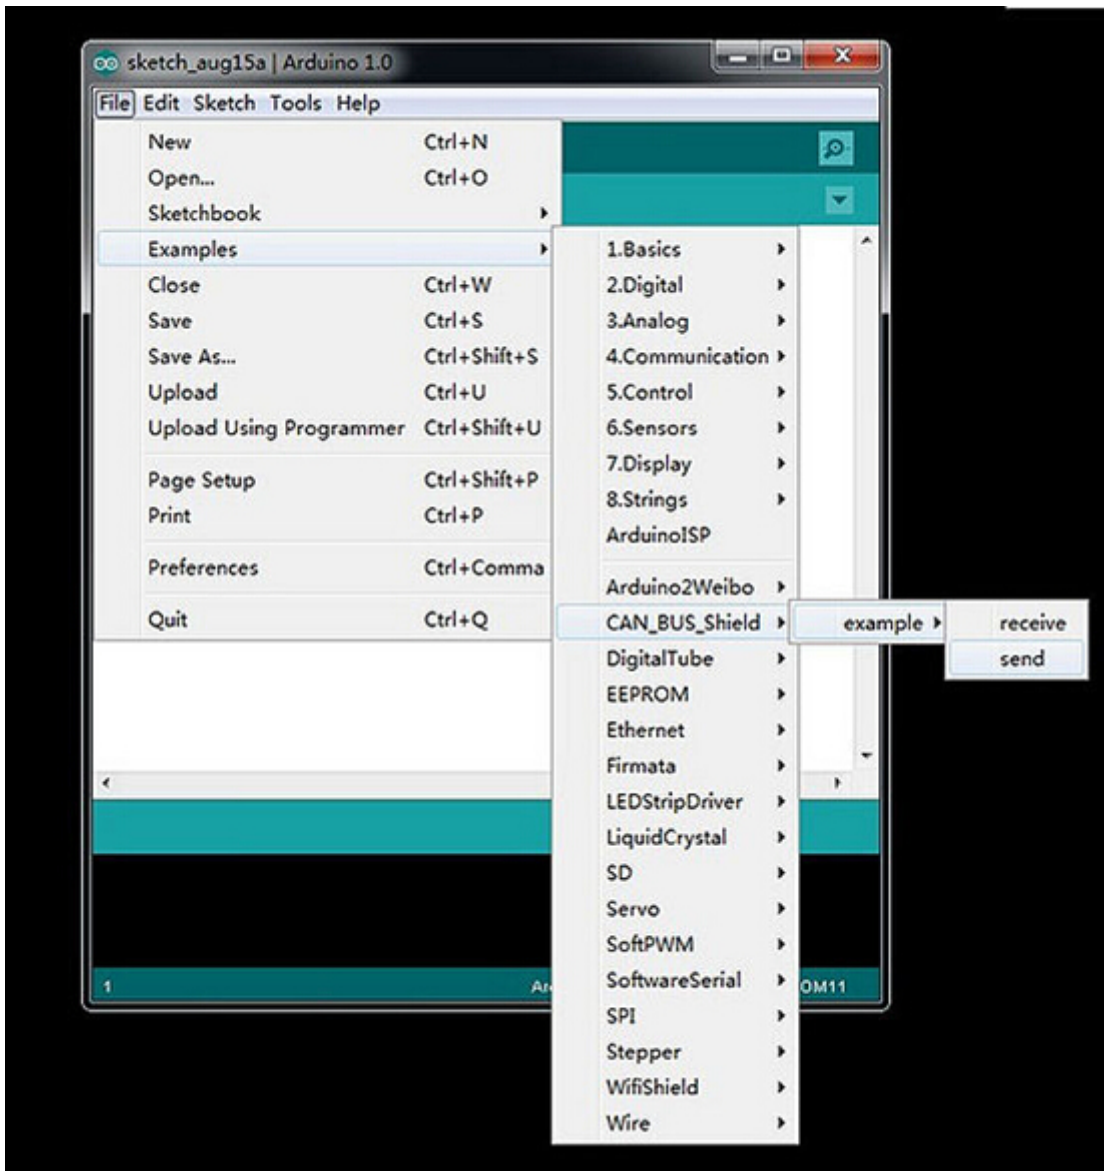 sketch_aug15a | Arduino 1.0
File Edit Sketch Tools Help
New Ctrl+N
Open... Ctrl+O
Sketchbook
Examples
Close Ctrl+W
Save Ctrl+S
Save As... Ctrl+Shift+S
Upload Ctrl+U
Upload Using Programmer Ctrl+Shift+U
Page Setup Ctrl+Shift+P
Print Ctrl+P
Preferences Ctrl+Comma
Quit Ctrl+Q
1.Basics
2.Digital
3.Analog
4.Communication
5.Control
6.Sensors
7.Display
8.Strings
ArduinoISP
Arduino2Weibo
CAN_BUS_Shield
DigitalTube
EEPROM
Ethernet
Firmata
LEDStripDriver
LiquidCrystal
SD
Servo
SoftPWM
SoftwareSerial
SPI
Stepper
WifiShield
Wire
example
receive
send
1 Ar OM11